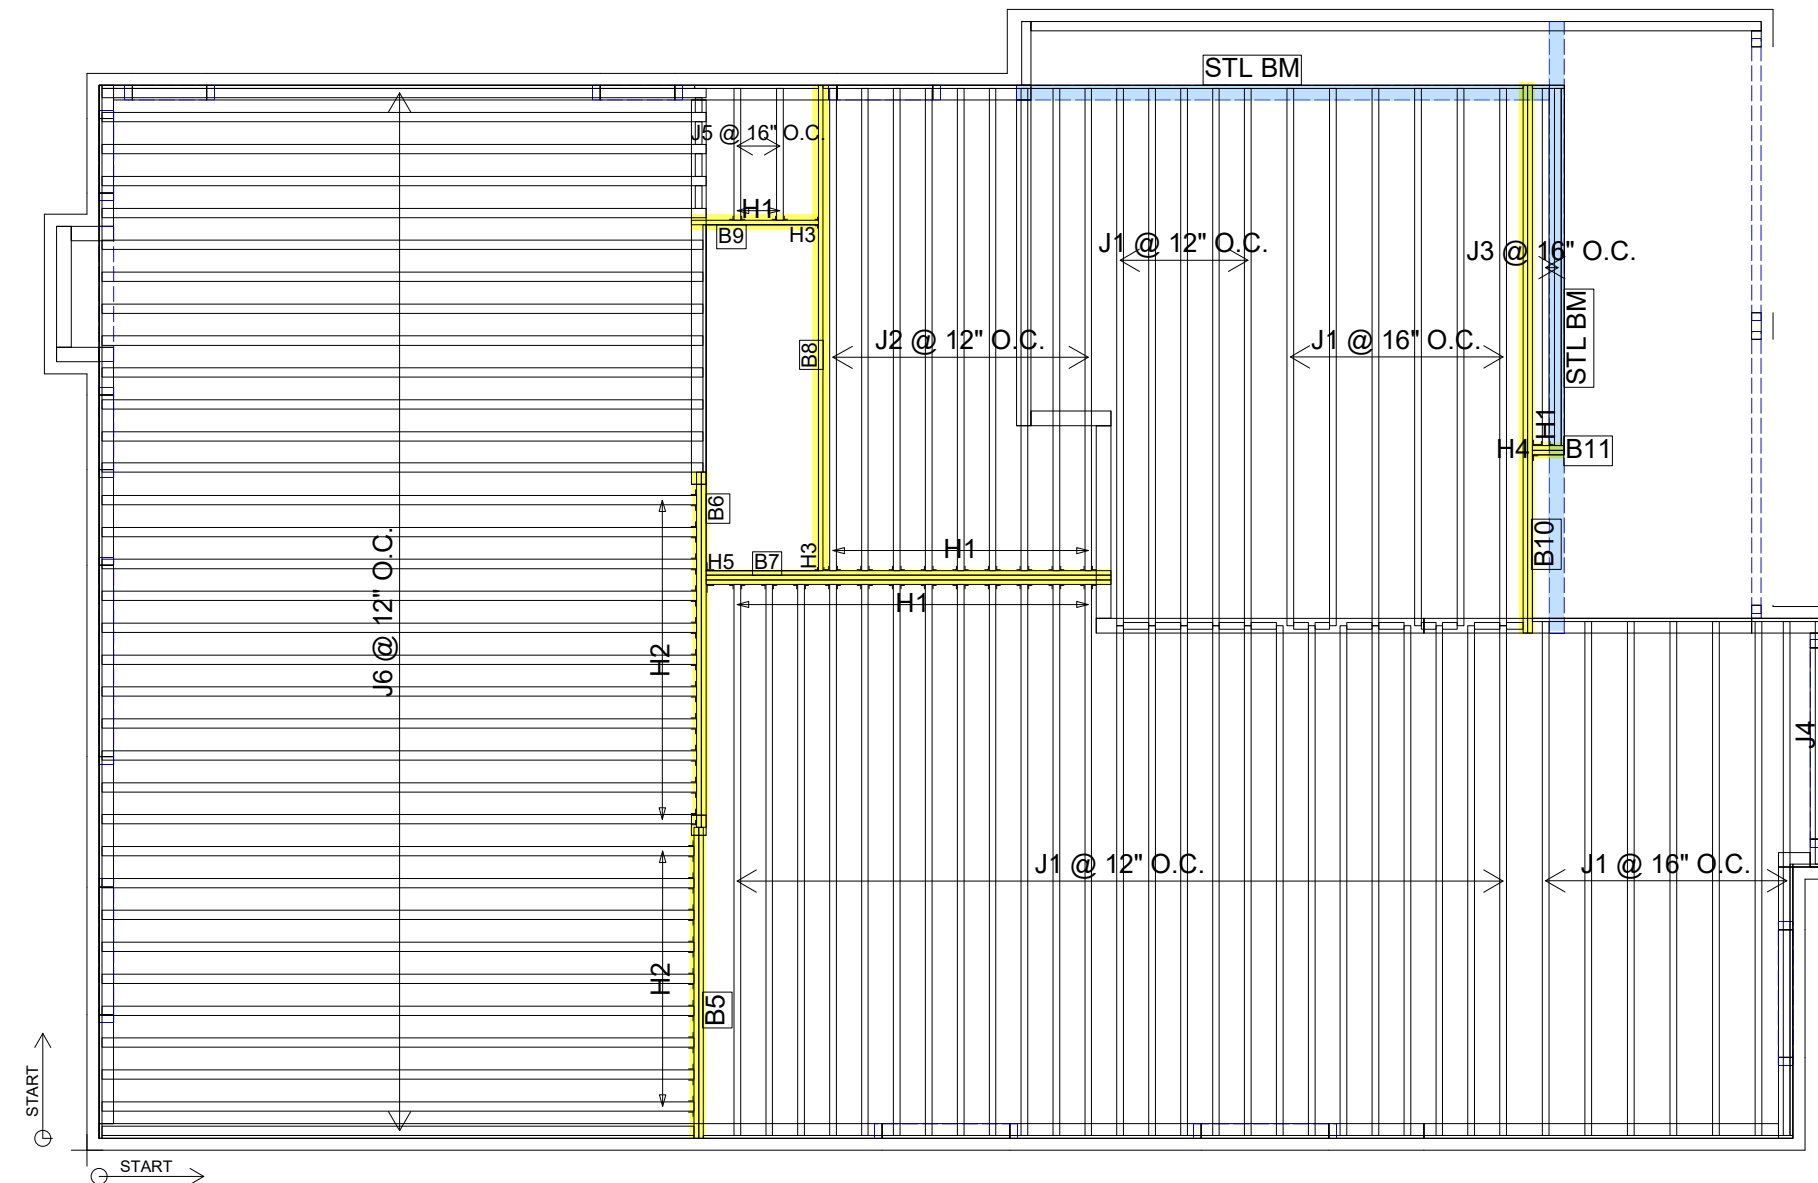 STL BM
J5 @ 16" O.C.
H1
B9
H3
J1 @ 12" O.C.
J3 @ 16" O.C.
J2 @ 12" O.C.
B8
J1 @ 16" O.C.
STL BM
H1
H4
B11
B6
B10
H5
B7
H3
H1
H1
J6 @ 12" O.C.
H2
J4
J1 @ 12" O.C.
J1 @ 16" O.C.
H2
B5
START
START